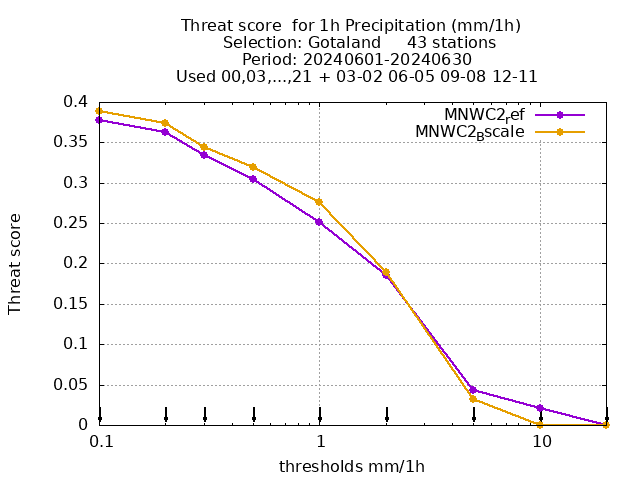 Threat score  for 1h Precipitation (mm/1h)
Selection: Gotaland     43 stations
Period: 20240601-20240630
Used 00,03,...,21 + 03-02 06-05 09-08 12-11
MNWC2ref
MNWC2Bscale
0.4
0.35
0.3
0.25
0.2
0.15
0.1
0.05
0
Threat score
0.1 1 10
thresholds mm/1h